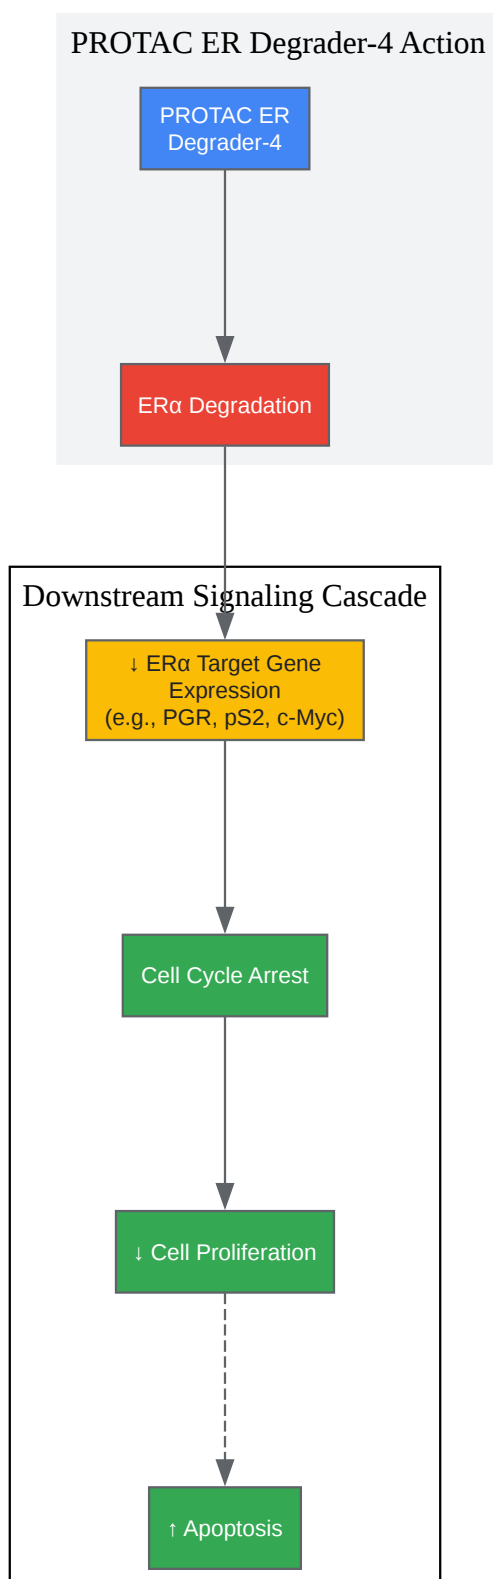 PROTAC ER Degrader-4 Action
PROTAC ER
Degrader-4
ERα Degradation
Downstream Signaling Cascade
↓ ERα Target Gene
Expression
(e.g., PGR, pS2, c-Myc)
Cell Cycle Arrest
↓ Cell Proliferation
↑ Apoptosis